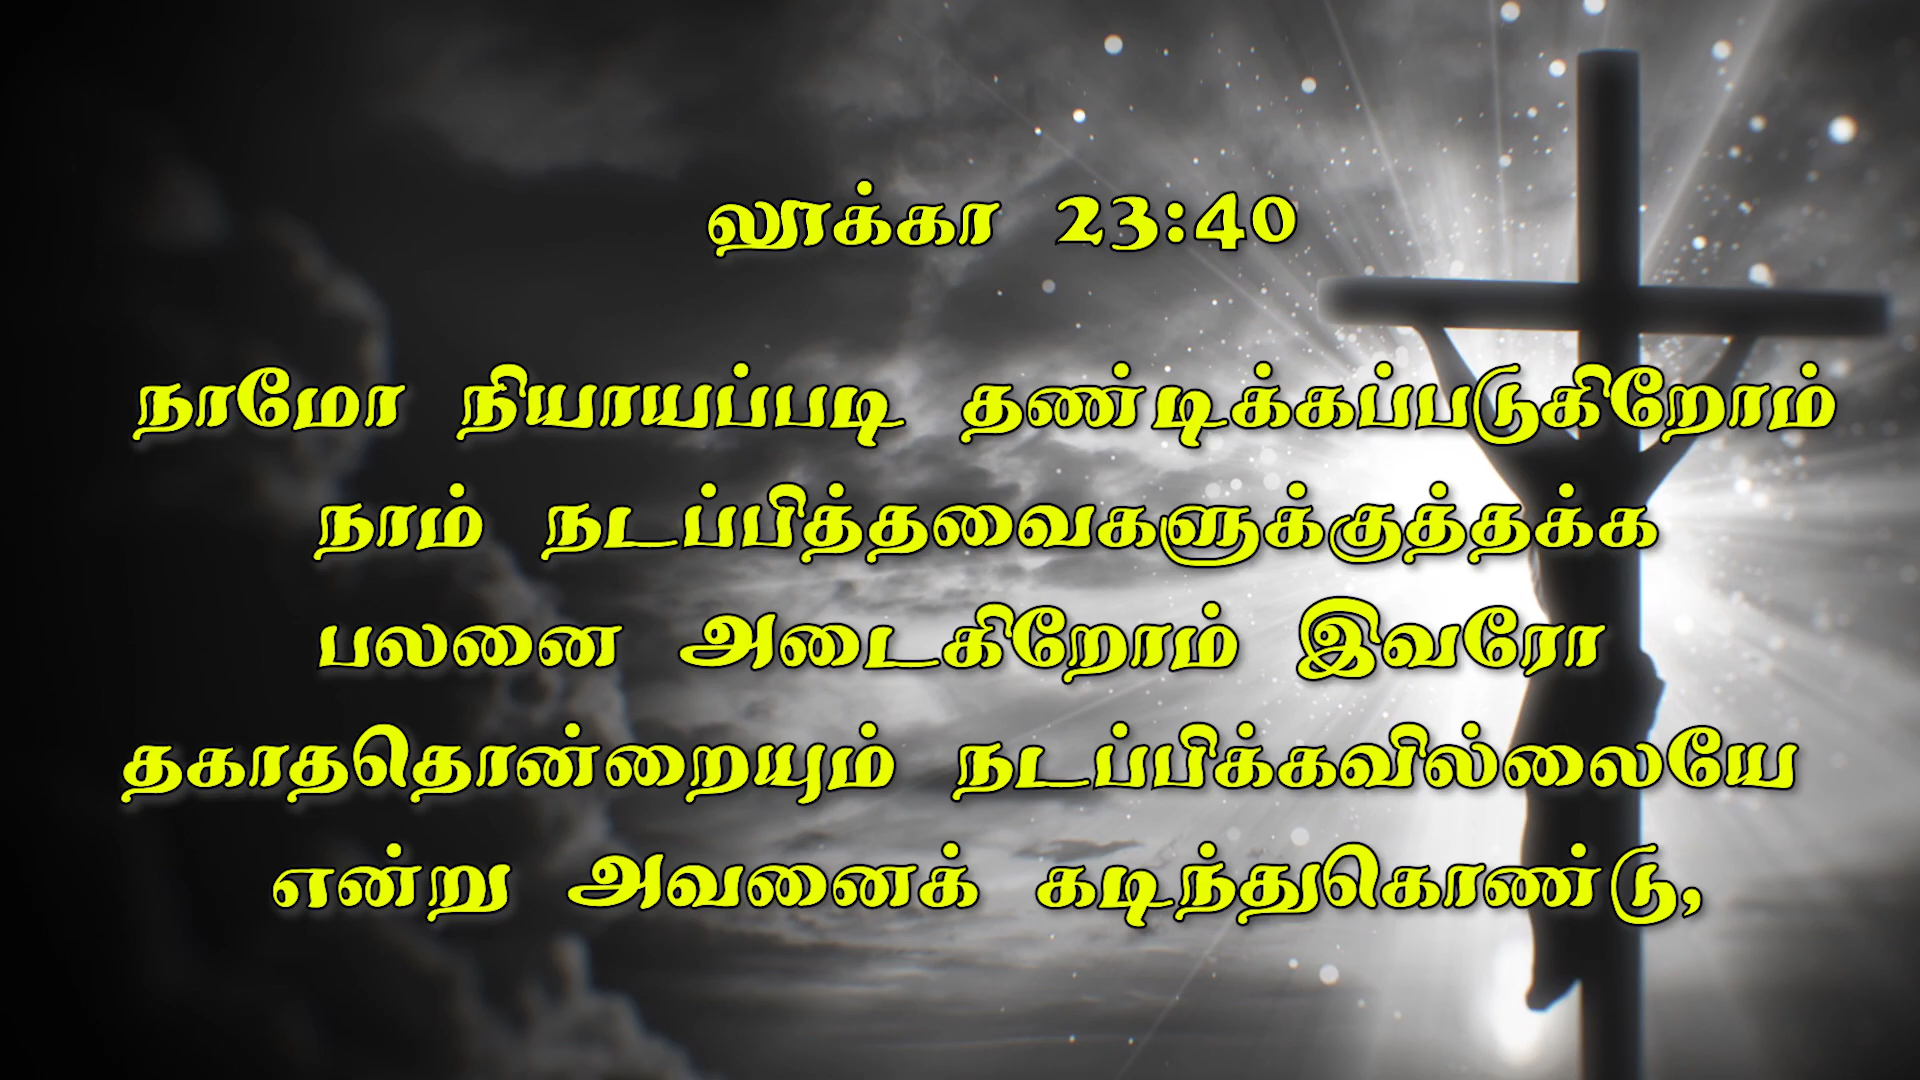 லூக்கா 23:40
நாமோ நியாயப்படி தண்டிக்கப்படுகிறோம்
நாம் நடப்பித்தவைகளுக்குத்தக்க
பலனை அடைகிறோம் இவரோ
தகாததொன்றையும் நடப்பிக்கவில்லையே
என்று அவனைக் கடிந்துகொண்டு,